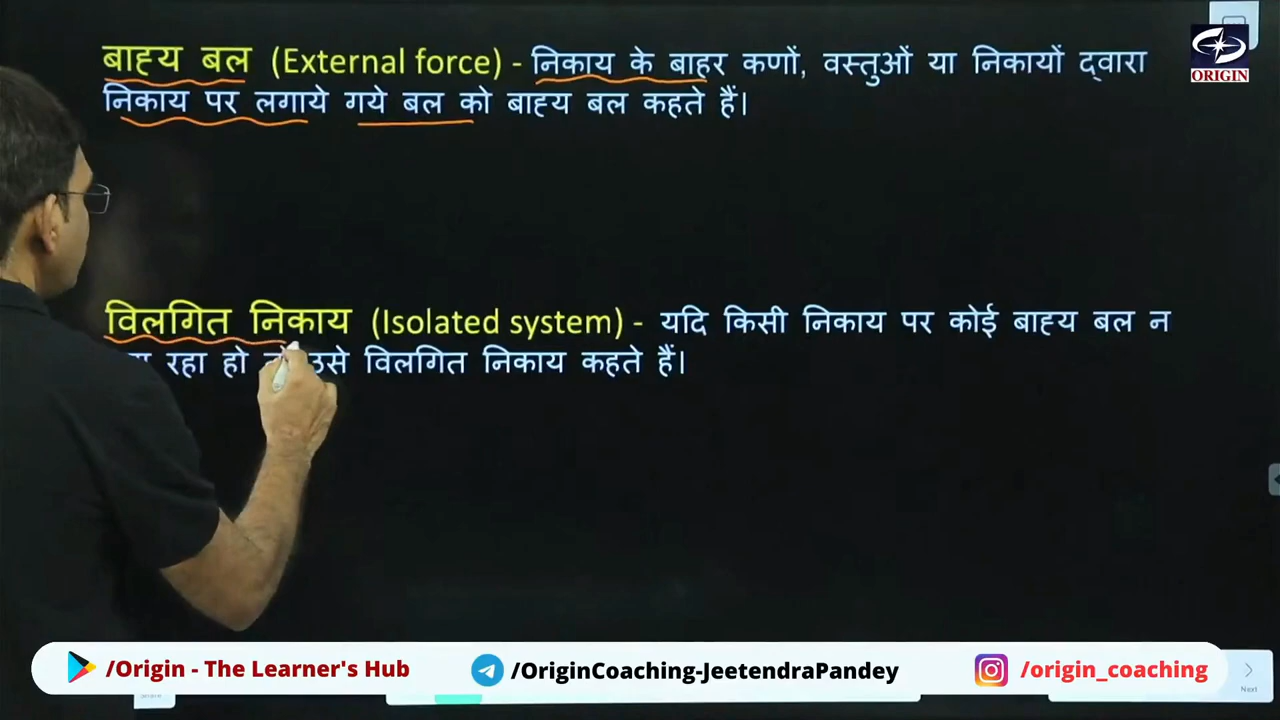 बाह्य बल (External force) - निकाय के बाहर कणों, वस्तुओं या निकायों द्वारा
निकाय पर लगाये गये बल को बाह्य बल कहते हैं।
ORIGIN
विलगित निकाय (Isolated system) - यदि किसी निकाय पर कोई बाह्य बल न
रहा हो उसे विलगित निकाय कहते हैं।
/Origin - The Learner's Hub
/OriginCoaching-JeetendraPandey
/origin_coaching
Next